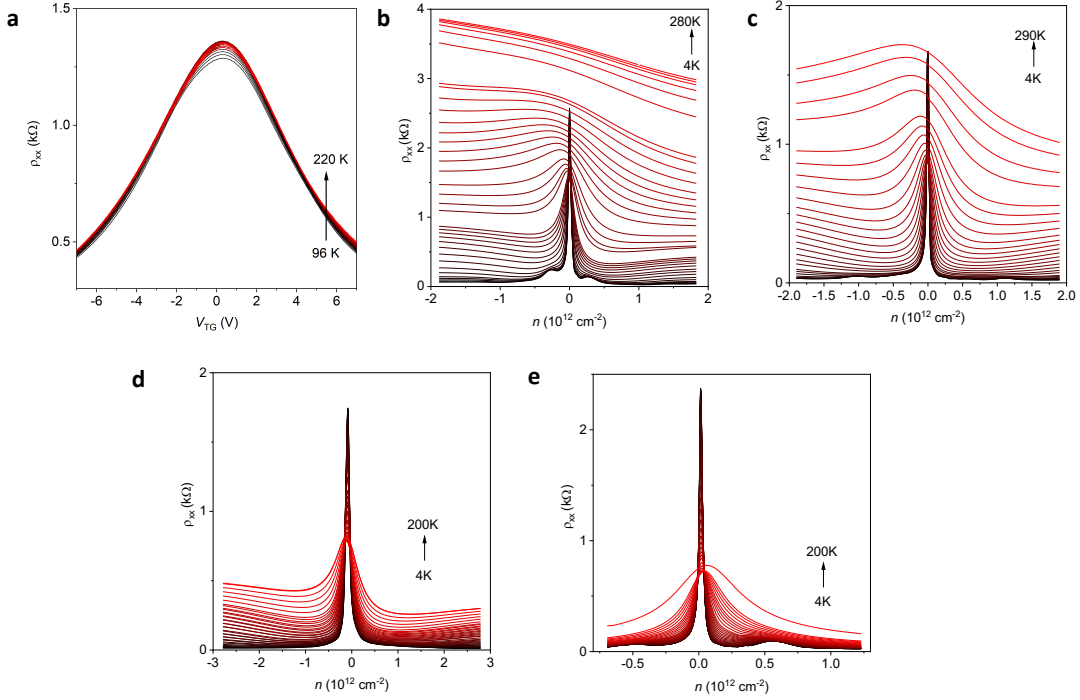 a
1.5
1.0
0.5
ρxx (kΩ)
220 K
96 K
-6 -4 -2 0 2 4 6
VTG (V)
b
4
3
2
1
0
ρxx (kΩ)
280K
4K
-2 -1 0 1 2
n (10¹² cm⁻²)
c
2
1
0
ρxx (kΩ)
290K
4K
-2.0 -1.5 -1.0 -0.5 0.0 0.5 1.0 1.5 2.0
n (10¹² cm⁻²)
d
2
1
0
ρxx (kΩ)
200K
4K
-3 -2 -1 0 1 2 3
n (10¹² cm⁻²)
e
2
1
0
ρxx (kΩ)
200K
4K
-0.5 0.0 0.5 1.0
n (10¹² cm⁻²)